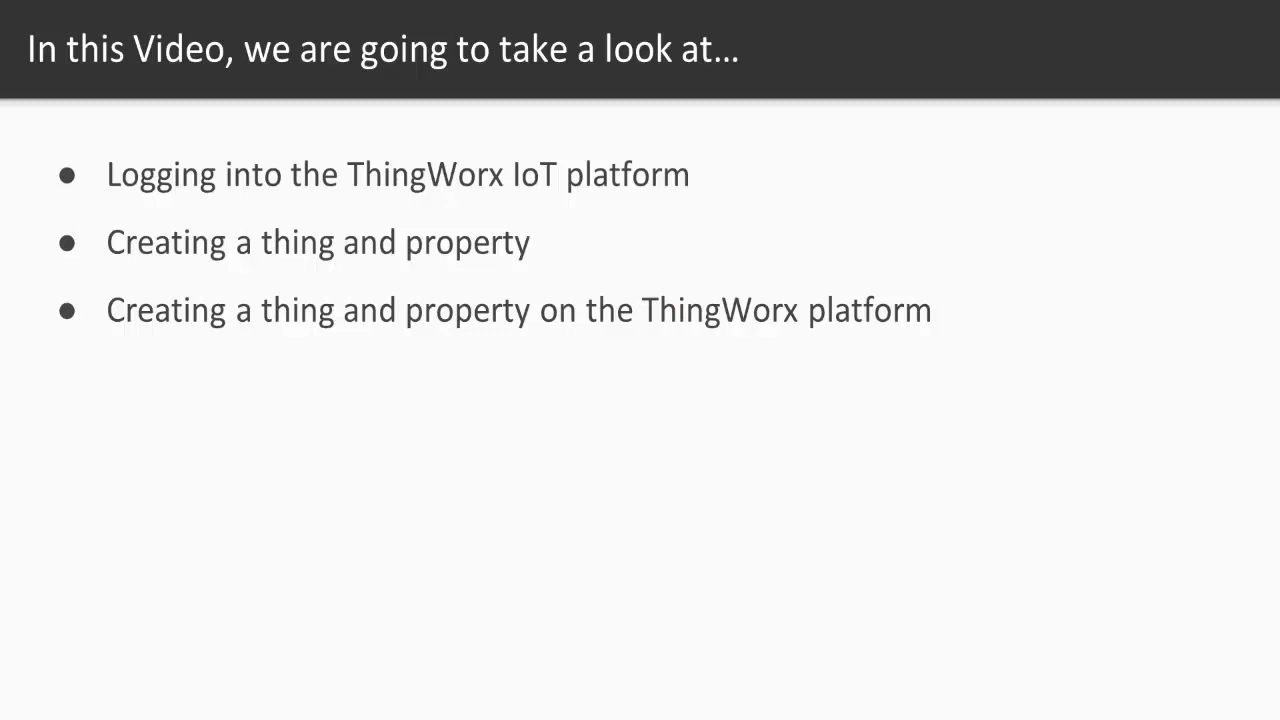 In this Video, we are going to take a look at...
● Logging into the ThingWorx IoT platform
● Creating a thing and property
● Creating a thing and property on the ThingWorx platform